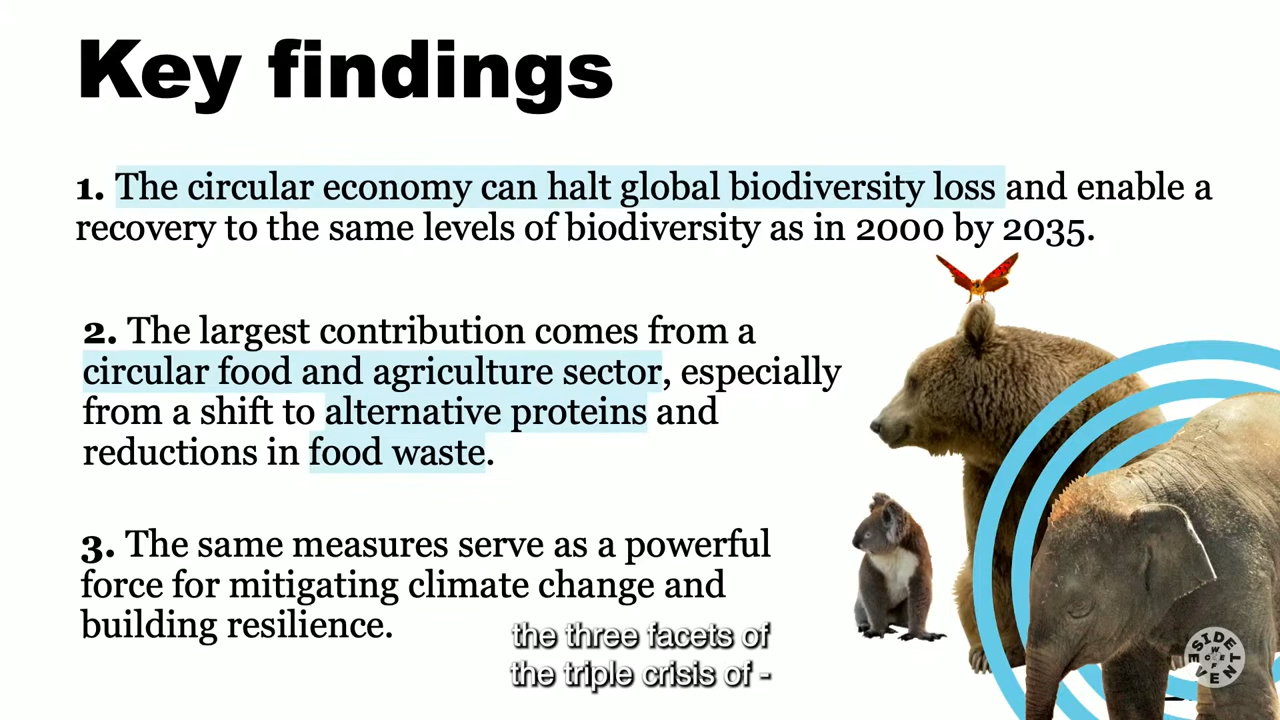 Key findings
1. The circular economy can halt global biodiversity loss and enable a
recovery to the same levels of biodiversity as in 2000 by 2035.
2. The largest contribution comes from a
circular food and agriculture sector, especially
from a shift to alternative proteins and
reductions in food waste.
3. The same measures serve as a powerful
force for mitigating climate change and
building resilience.
the three facets of
the triple crisis of -
SIDE
WCEF
EVENT